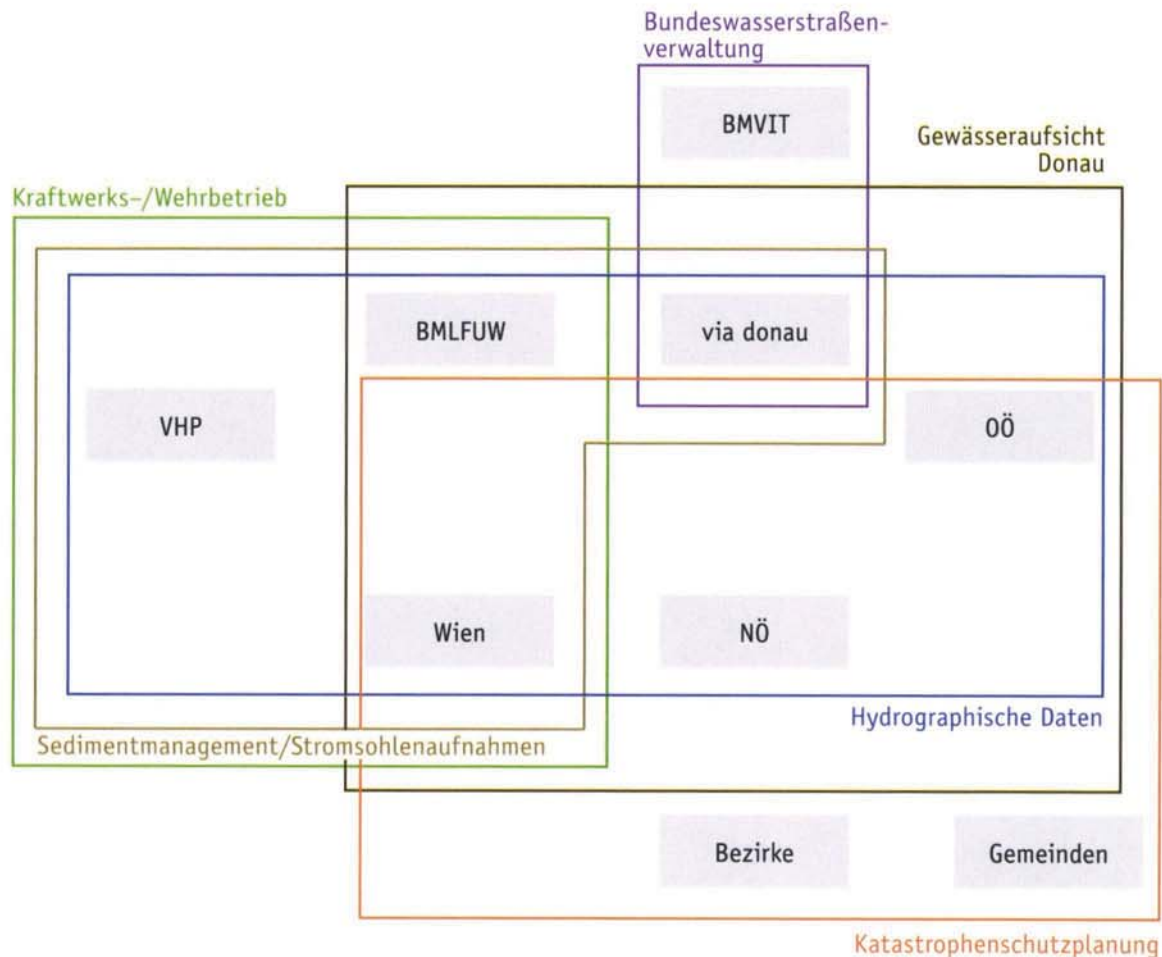 Bundeswasserstraßen-
verwaltung
BMVIT
Gewässeraufsicht
Donau
Kraftwerks-/Wehrbetrieb
BMLFUW
via donau
VHP
OÖ
Wien
NÖ
Hydrographische Daten
Sedimentmanagement/Stromsohlenaufnahmen
Bezirke
Gemeinden
Katastrophenschutzplanung